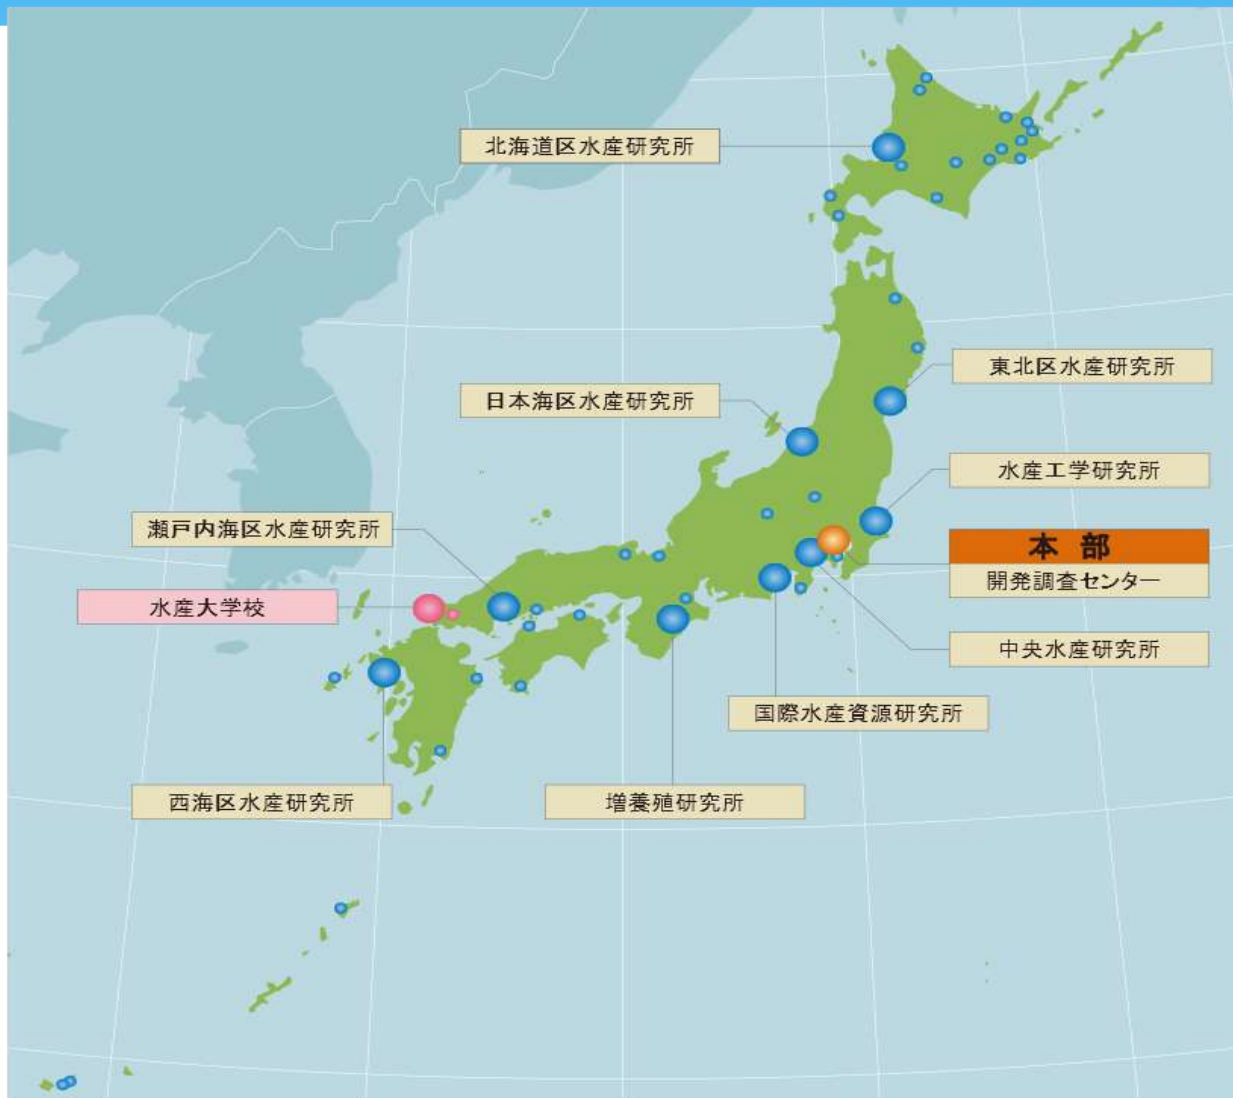 北海道区水産研究所
東北区水産研究所
日本海区水産研究所
水産工学研究所
瀬戸内海区水産研究所
本 部
開発調査センター
水産大学校
中央水産研究所
国際水産資源研究所
西海区水産研究所
増養殖研究所